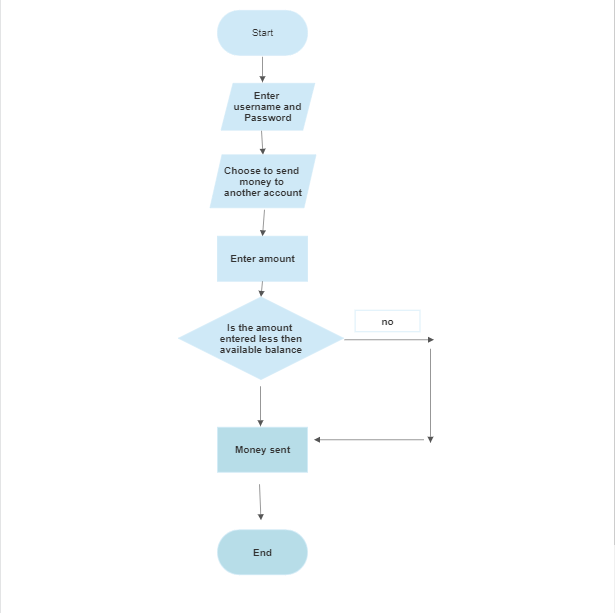 Start
Enter
username and
Password
Choose to send
money to
another account
Enter amount
Is the amount
entered less then
available balance
no
Money sent
End